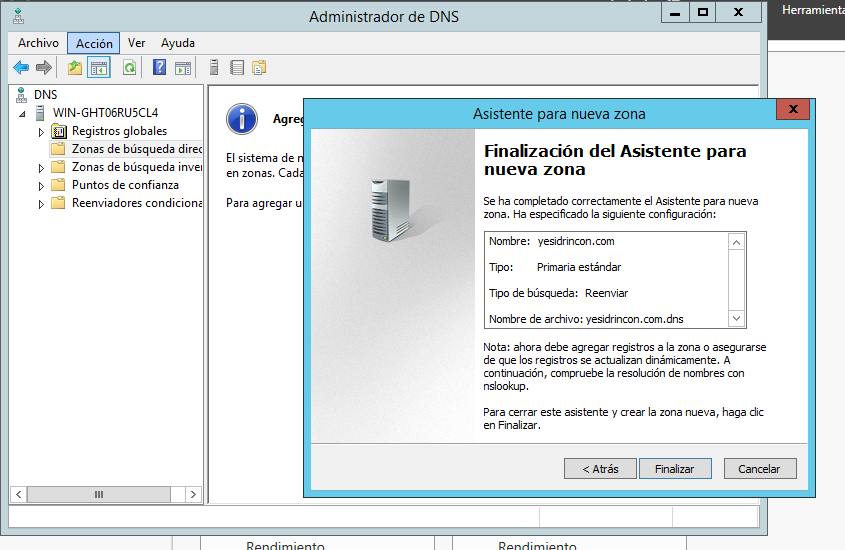 Administrador de DNS
Herramienta
Archivo Acción Ver Ayuda
DNS
WIN-GHT06RU5CL4
Registros globales
Zonas de búsqueda direc
Zonas de búsqueda inver
Puntos de confianza
Reenviadores condiciona
Agreg
El sistema de n
en zonas. Cada
Para agregar u
Asistente para nueva zona
Finalización del Asistente para
nueva zona
Se ha completado correctamente el Asistente para nueva
zona. Ha especificado la siguiente configuración:
Nombre: yesidrincon.com
Tipo: Primaria estándar
Tipo de búsqueda: Reenviar
Nombre de archivo: yesidrincon.com.dns
Nota: ahora debe agregar registros a la zona o asegurarse
de que los registros se actualizan dinámicamente. A
continuación, compruebe la resolución de nombres con
nslookup.
Para cerrar este asistente y crear la zona nueva, haga clic
en Finalizar.
< Atrás Finalizar Cancelar
Rendimiento Rendimiento